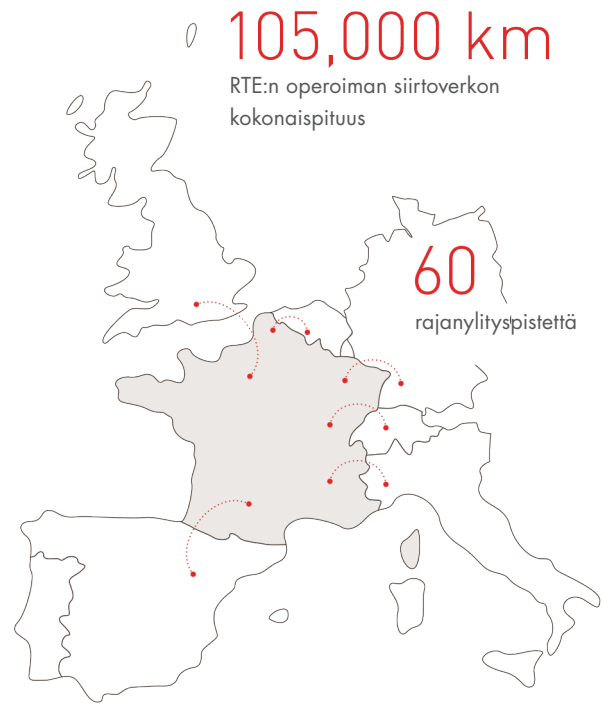 105,000 km
RTE:n operoiman siirtoverkon
kokonaispituus
60
rajanylityspistettä